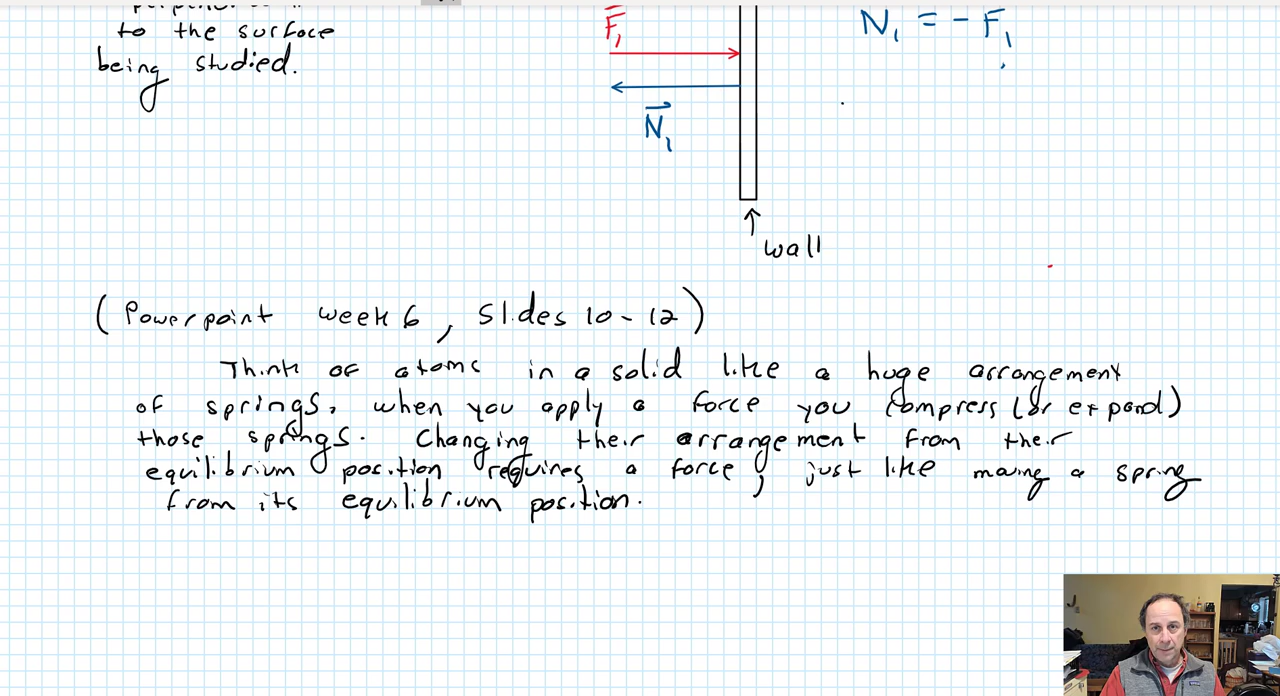 to the surface
being studied.
F₁
N₁
N₁ = - F₁
wall
(Powerpoint week 6, slides 10-12)
Think of atoms in a solid like a huge arrangement
of springs, when you apply a force you compress (or expand)
those springs. Changing their arrangement from their
equilibrium position requires a force, just like moving a spring
from its equilibrium position.